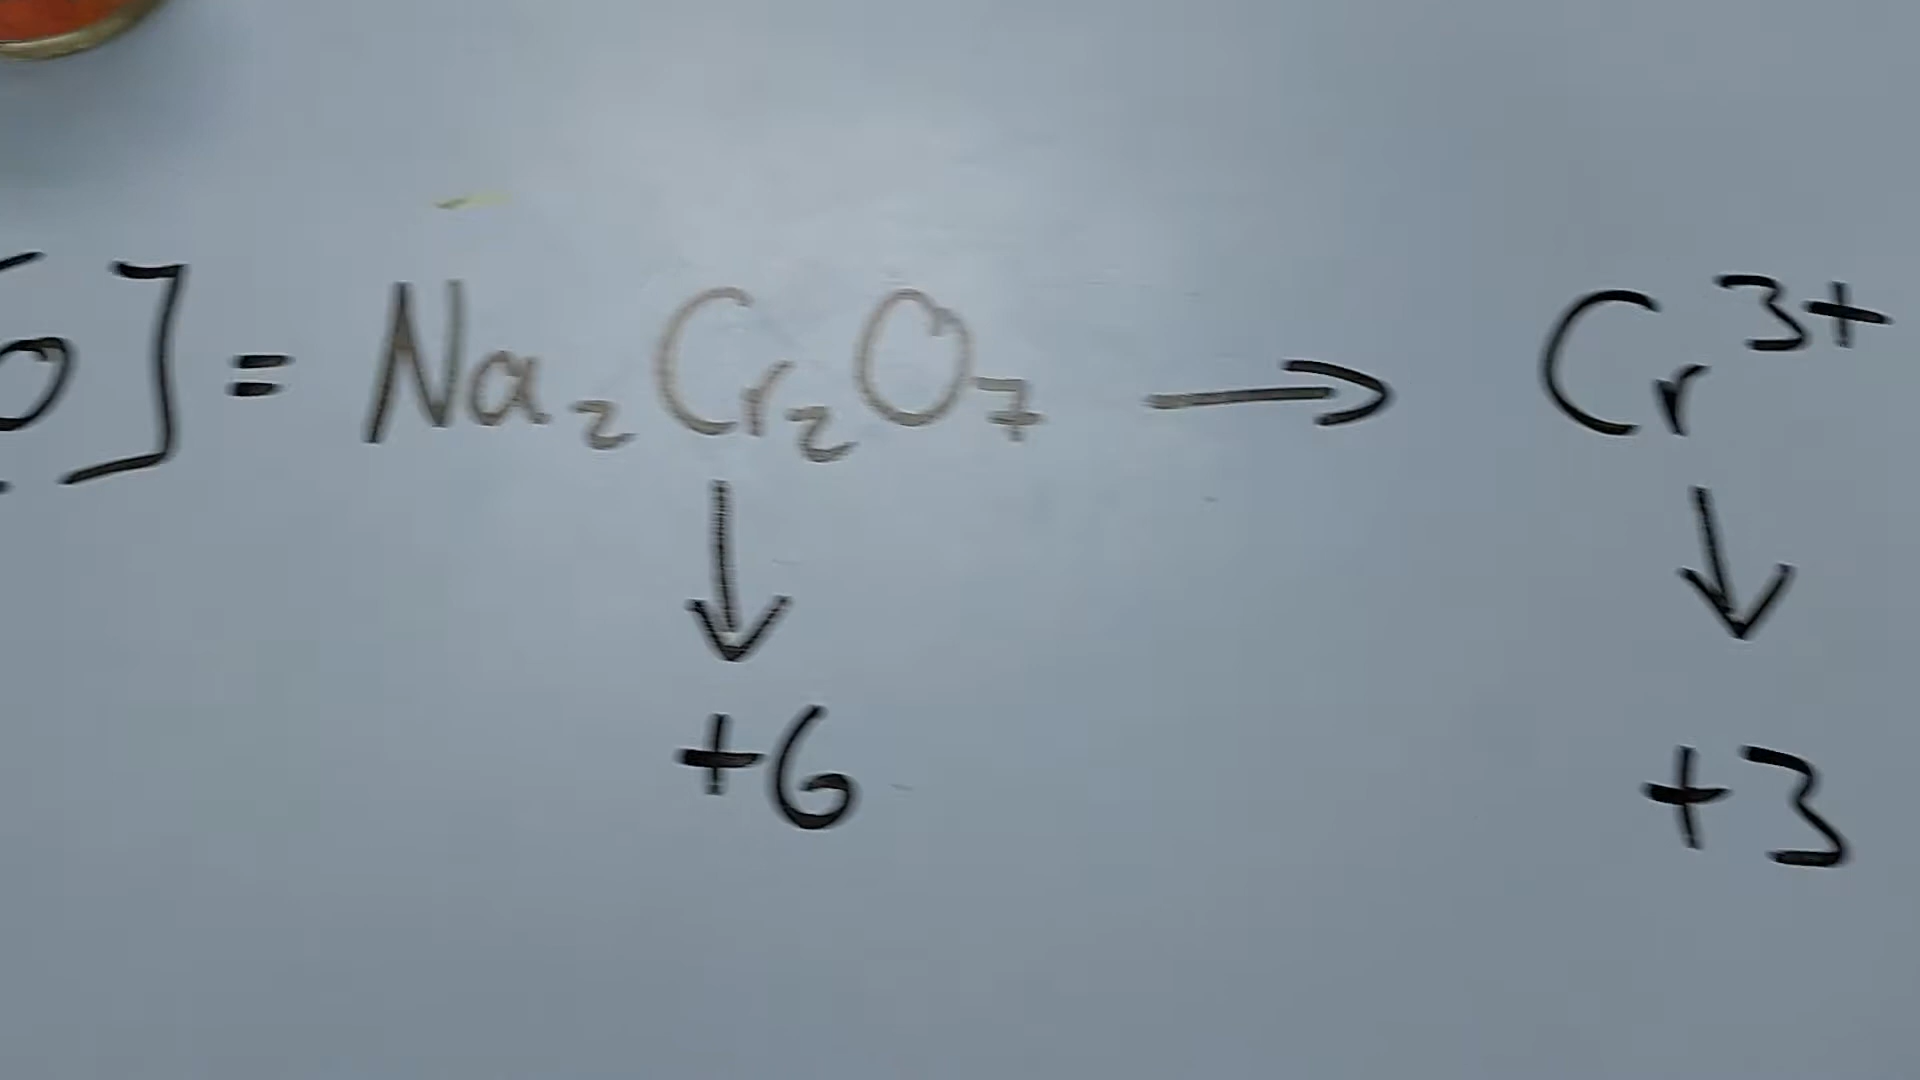 [O] = Na₂Cr₂O₇ → Cr³⁺
↓ ↓
+6 +3